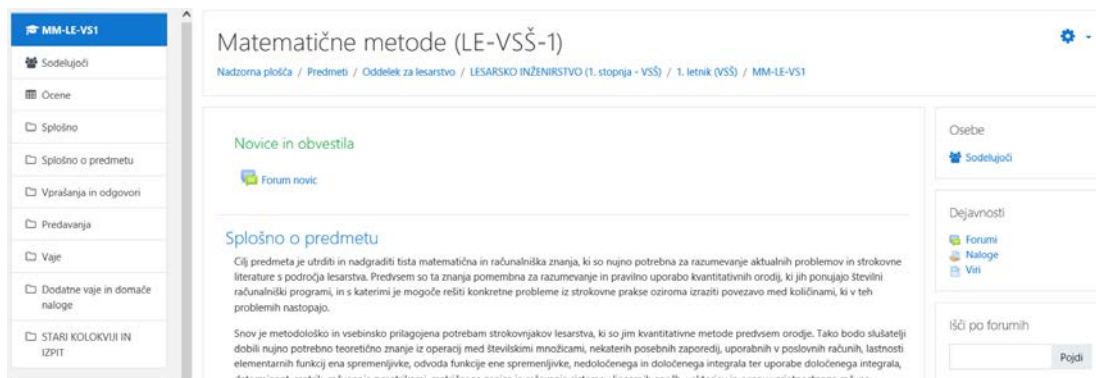 MM-LE-VS1
Sodelujoči
Ocene
Splošno
Splošno o predmetu
Vprašanja in odgovori
Predavanja
Vaje
Dodatne vaje in domače
naloge
STARI KOLOKVIJI IN
IZPIT
Matematične metode (LE-VSŠ-1)
Nadzorna plošča / Predmeti / Oddelek za lesarstvo / LESARSKO INŽENIRSTVO (1. stopnja - VSŠ) / 1. letnik (VSŠ) / MM-LE-VS1
Novice in obvestila
Forum novic
Splošno o predmetu
Cilj predmeta je utrditi in nadgraditi tista matematična in računalniška znanja, ki so nujno potrebna za razumevanje aktualnih problemov in strokovne
literature s področja lesarstva. Predvsem so ta znanja pomembna za razumevanje in pravilno uporabo kvantitativnih orodij, ki jih ponujajo številni
računalniški programi, in s katerimi je mogoče rešiti konkretne probleme iz strokovne prakse oziroma izraziti povezavo med količinami, ki v teh
problemih nastopajo.
Snov je metodološko in vsebinsko prilagojena potrebam strokovnjakov lesarstva, ki so jim kvantitativne metode predvsem orodje. Tako bodo slušatelji
dobili nujno potrebno teoretično znanje iz operacij med številskimi množicami, nekaterih posebnih zaporedij, uporabnih v poslovnih računih, lastnosti
elementarnih funkcij ena spremenljivke, odvoda funkcije ene spremenljivke, nedoločenega in določenega integrala ter uporabe določenega integrala,
Osebe
Sodelujoči
Dejavnosti
Forumi
Naloge
Viri
Išči po forumih
Pojdi